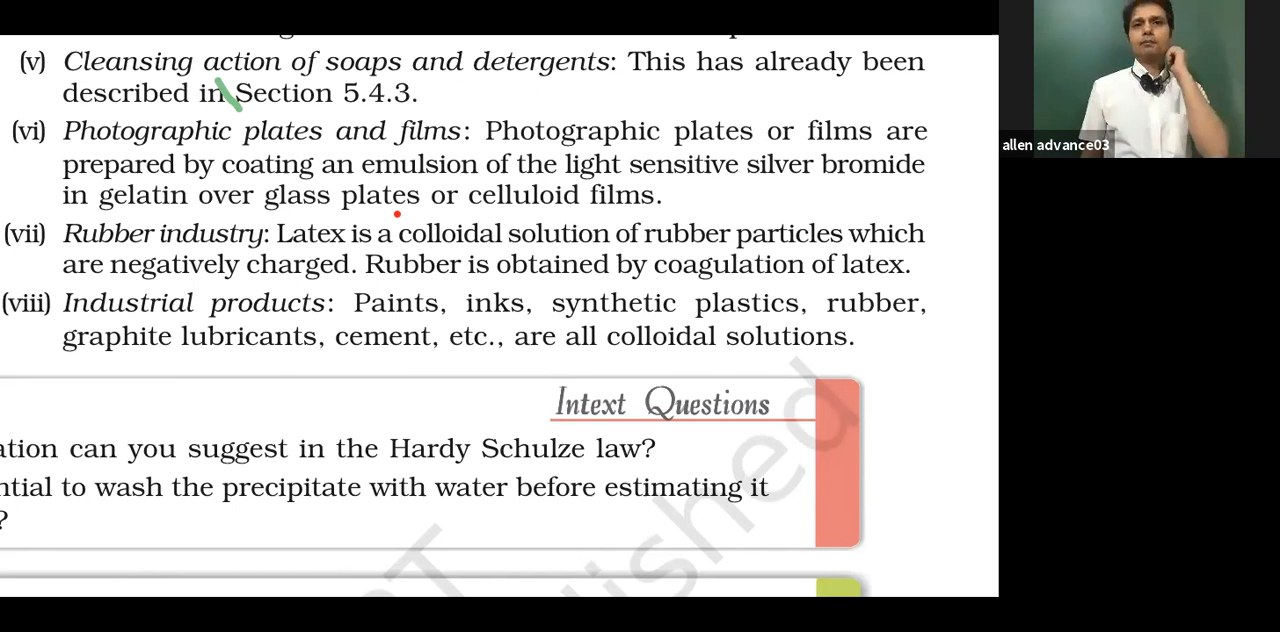 (v) Cleansing action of soaps and detergents: This has already been
described in Section 5.4.3.
(vi) Photographic plates and films: Photographic plates or films are
prepared by coating an emulsion of the light sensitive silver bromide
in gelatin over glass plates or celluloid films.
(vii) Rubber industry: Latex is a colloidal solution of rubber particles which
are negatively charged. Rubber is obtained by coagulation of latex.
(viii) Industrial products: Paints, inks, synthetic plastics, rubber,
graphite lubricants, cement, etc., are all colloidal solutions.
Intext Questions
ation can you suggest in the Hardy Schulze law?
ntial to wash the precipitate with water before estimating it
?
allen advance03